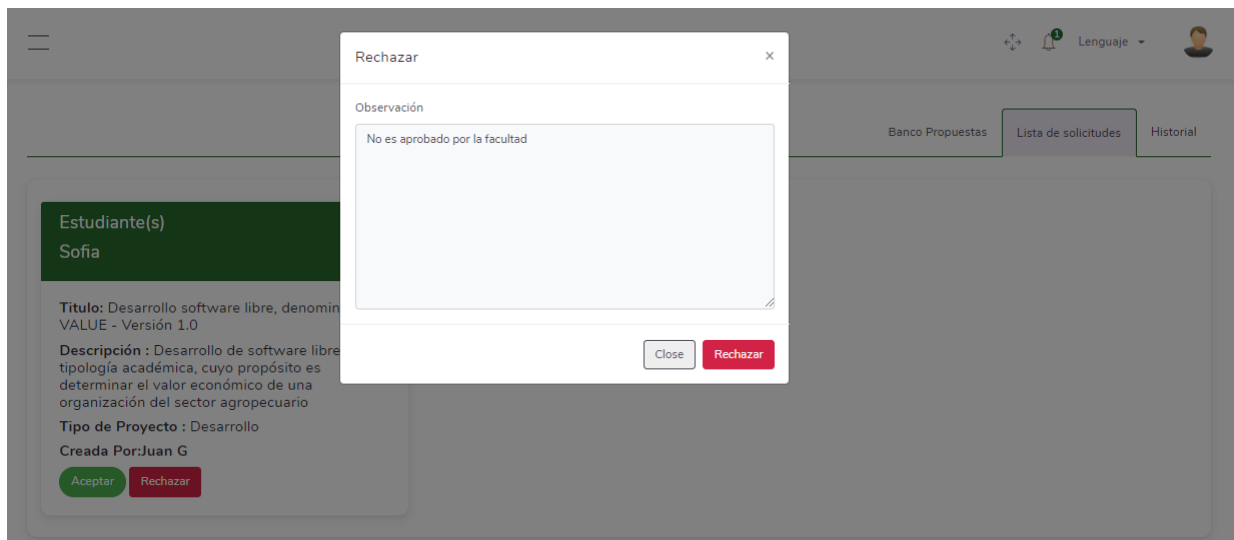 1
Lenguaje
Rechazar
×
Observación
No es aprobado por la facultad
Close
Rechazar
Banco Propuestas
Lista de solicitudes
Historial
Estudiante(s)
Sofia
Titulo: Desarrollo software libre, denomin
VALUE - Versión 1.0
Descripción : Desarrollo de software libre
tipología académica, cuyo propósito es
determinar el valor económico de una
organización del sector agropecuario
Tipo de Proyecto : Desarrollo
Creada Por:Juan G
Aceptar
Rechazar